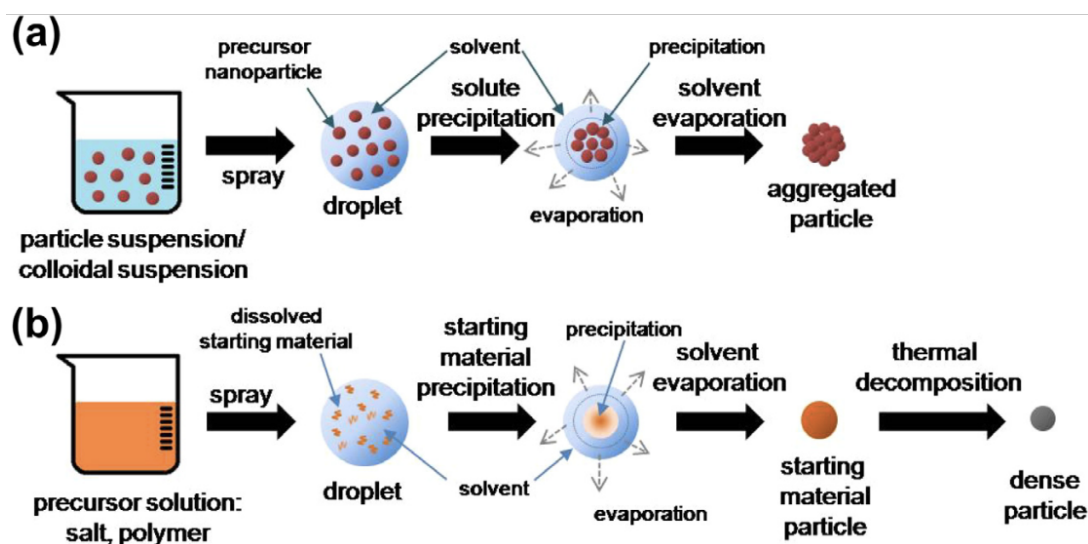 (a)
precursor
nanoparticle
solvent
precipitation
solute
precipitation
solvent
evaporation
spray
droplet
evaporation
aggregated
particle
particle suspension/
colloidal suspension
(b)
dissolved
starting material
starting
material
precipitation
precipitation
solvent
evaporation
thermal
decomposition
spray
droplet
solvent
evaporation
starting
material
particle
dense
particle
precursor solution:
salt, polymer